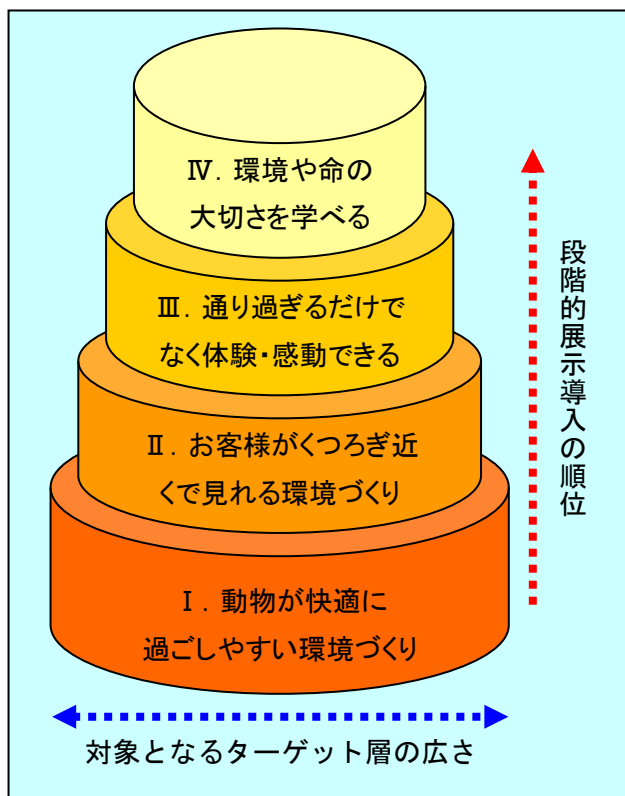 Ⅳ．環境や命の
大切さを学べる
Ⅲ．通り過ぎるだけで
なく体験・感動できる
Ⅱ．お客様がくつろぎ近
くで見れる環境づくり
Ⅰ．動物が快適に
過ごしやすい環境づくり
段階的展示導入の順位
対象となるターゲット層の広さ